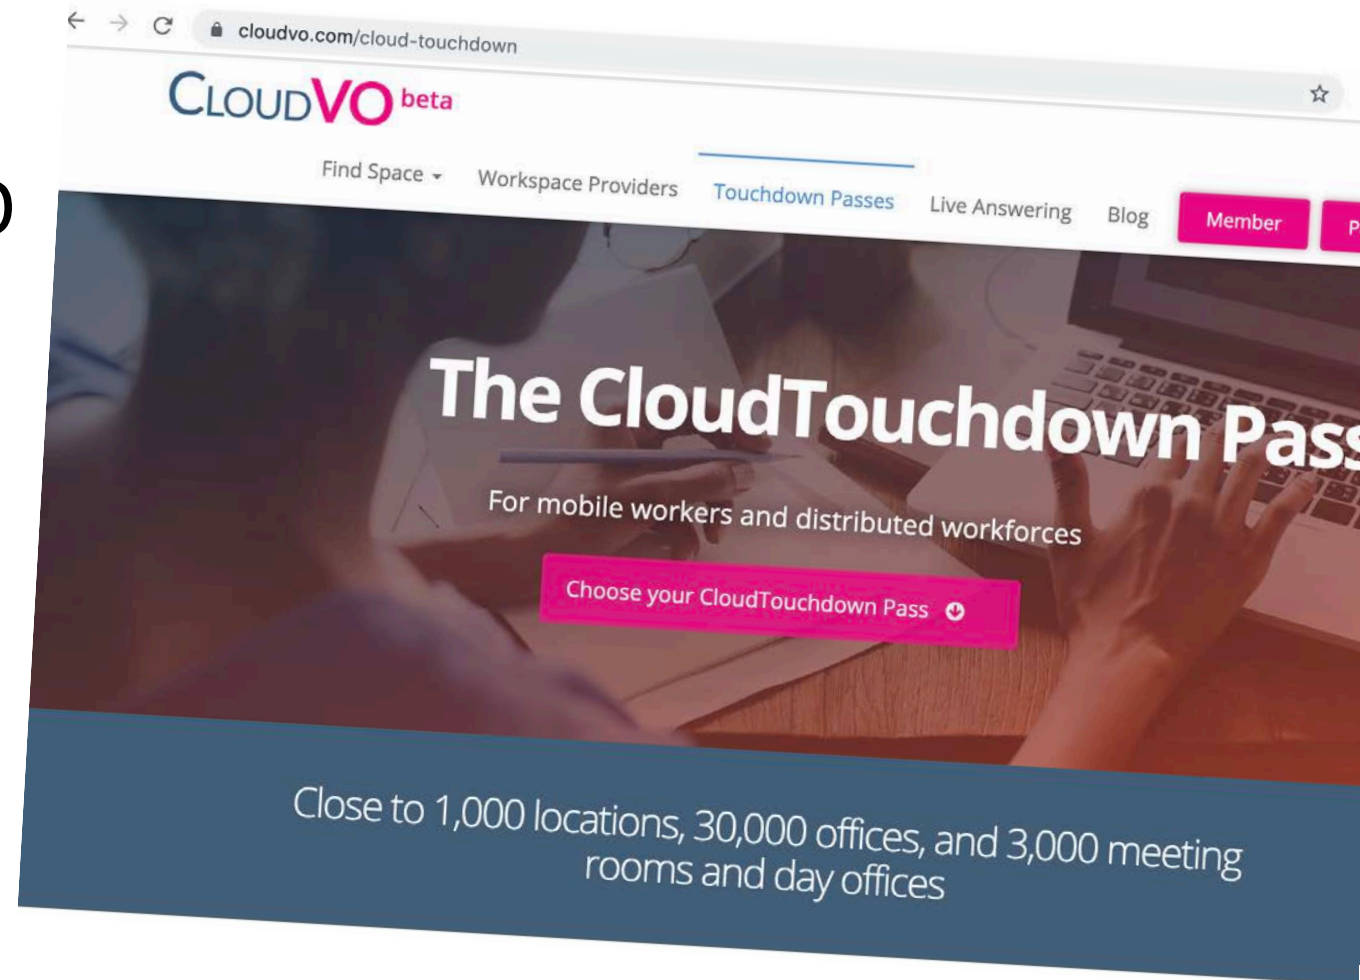 cloudvo.com/cloud-touchdown
CLOUDVO beta
Find Space Workspace Providers Touchdown Passes Live Answering Blog Member P
The CloudTouchdown Pass
For mobile workers and distributed workforces
Choose your CloudTouchdown Pass
Close to 1,000 locations, 30,000 offices, and 3,000 meeting
rooms and day offices